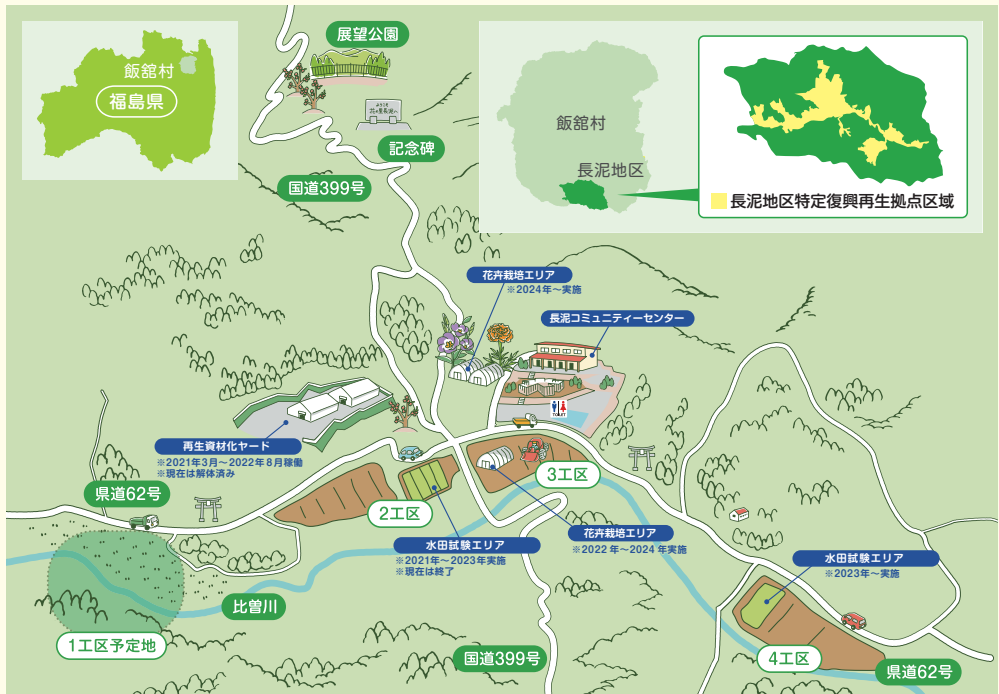 飯舘村
福島県
展望公園
記念碑
国道399号
飯舘村
長泥地区
長泥地区特定復興再生拠点区域
花卉栽培エリア
※2024年〜実施
長泥コミュニティーセンター
TOILET
再生資材化ヤード
※2021年3月〜2022年8月稼働
※現在は解体済み
県道62号
2工区
3工区
水田試験エリア
※2021年〜2023年実施
※現在は終了
花卉栽培エリア
※2022年〜2024年実施
水田試験エリア
※2023年〜実施
比曽川
1工区予定地
国道399号
4工区
県道62号